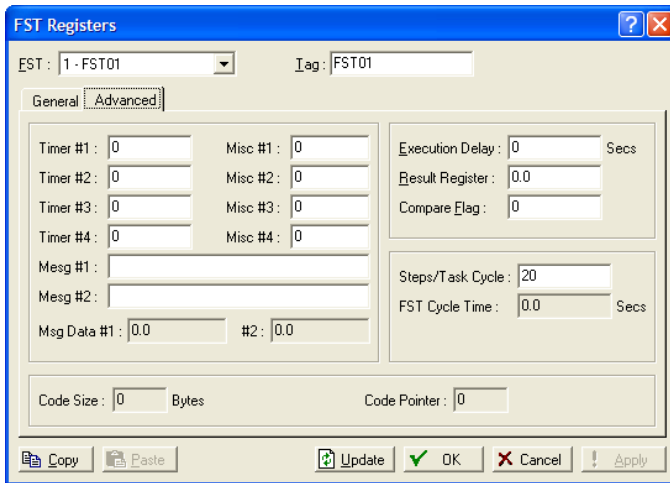 FST Registers
FST : 1 - FST01 Tag : FST01
General Advanced
Timer #1 : 0 Misc #1 : 0 Execution Delay : 0 Secs
Timer #2 : 0 Misc #2 : 0 Result Register : 0.0
Timer #3 : 0 Misc #3 : 0 Compare Flag : 0
Timer #4 : 0 Misc #4 : 0
Mesg #1 :
Steps/Task Cycle : 20
Mesg #2 :
FST Cycle Time : 0.0 Secs
Msg Data #1 : 0.0 #2 : 0.0
Code Size : 0 Bytes Code Pointer : 0
Copy Paste Update OK Cancel Apply